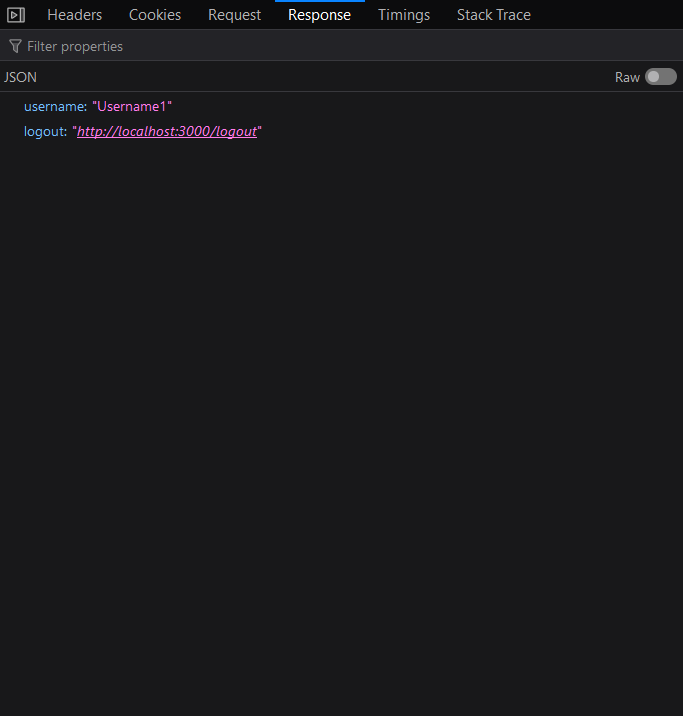 Headers Cookies Request Response Timings Stack Trace
Filter properties
JSON Raw
username: "Username1"
logout: "http://localhost:3000/logout"